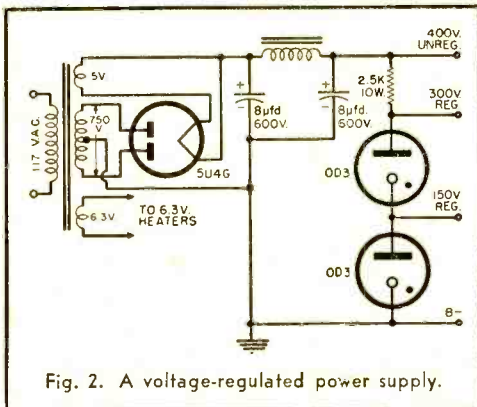 400V.
UNREG.
5V
2.5K
10W.
8µfd
600V.
8µfd.
600V.
300V.
REG.
117 V.A.C.
750
V
5U4G
OD3
150V.
REG.
6.3V.
TO 6.3V.
HEATERS
OD3
B-
Fig. 2. A voltage-regulated power supply.